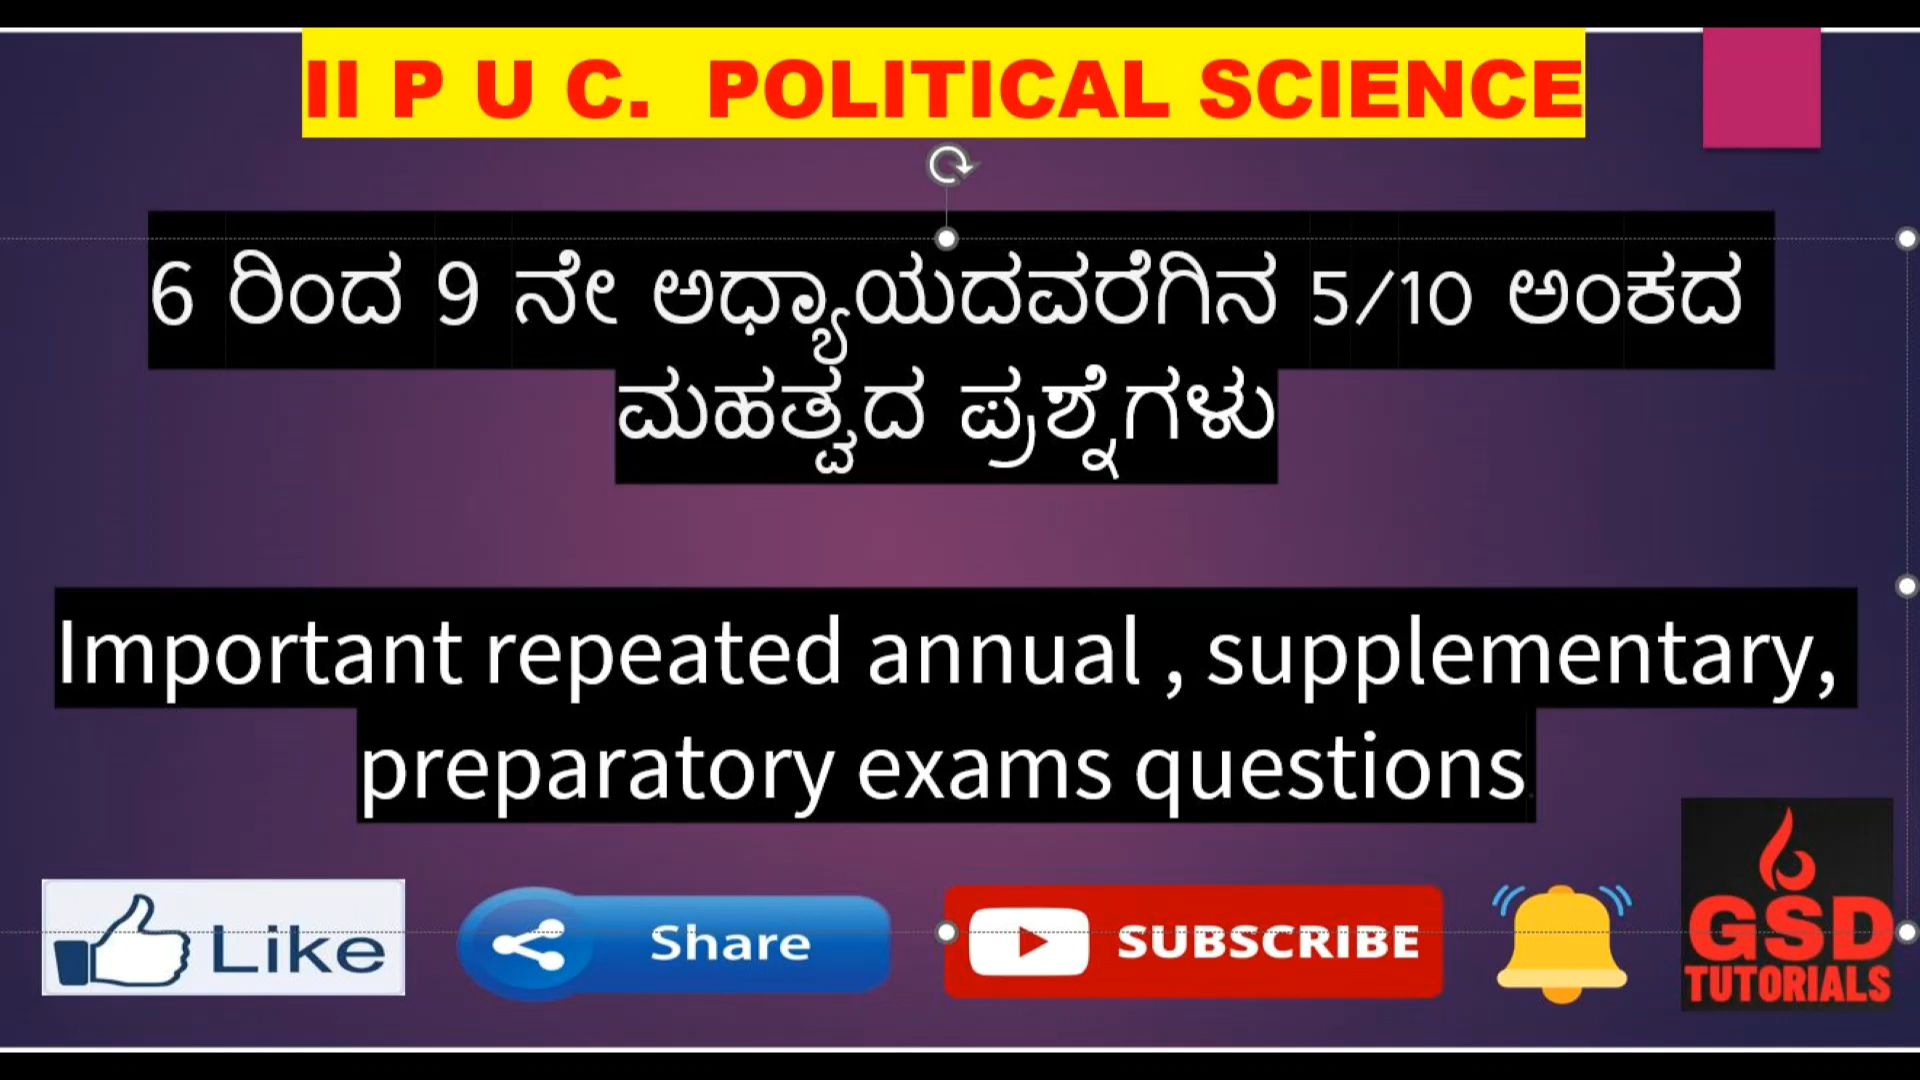 II P U C. POLITICAL SCIENCE
6 ರಿಂದ 9 ನೇ ಅಧ್ಯಾಯದವರೆಗಿನ 5/10 ಅಂಕದ
ಮಹತ್ವದ ಪ್ರಶ್ನೆಗಳು
Important repeated annual , supplementary,
preparatory exams questions.
Like
Share
SUBSCRIBE
GSD
TUTORIALS